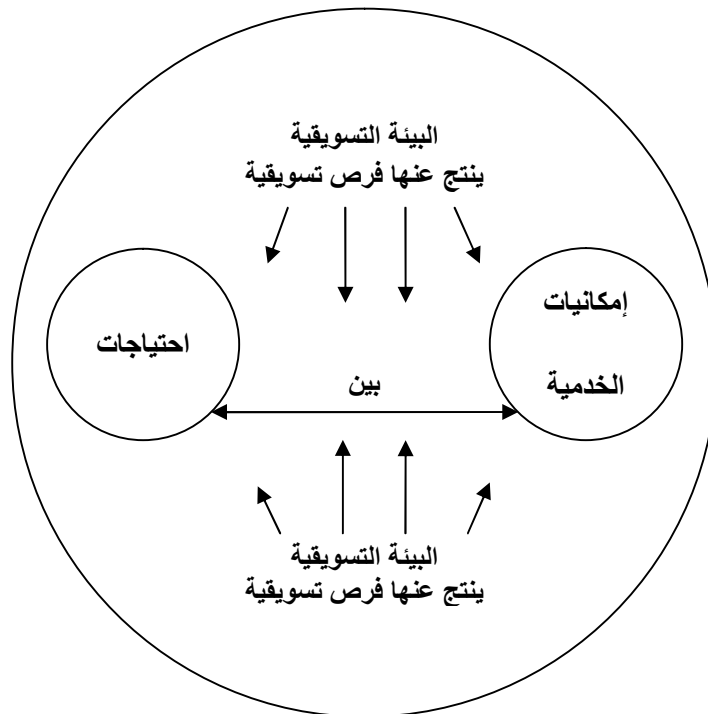 البيئة التسويقية
ينتج عنها فرص تسويقية
إمكانيات
الخدمية
احتياجات
بين
البيئة التسويقية
ينتج عنها فرص تسويقية